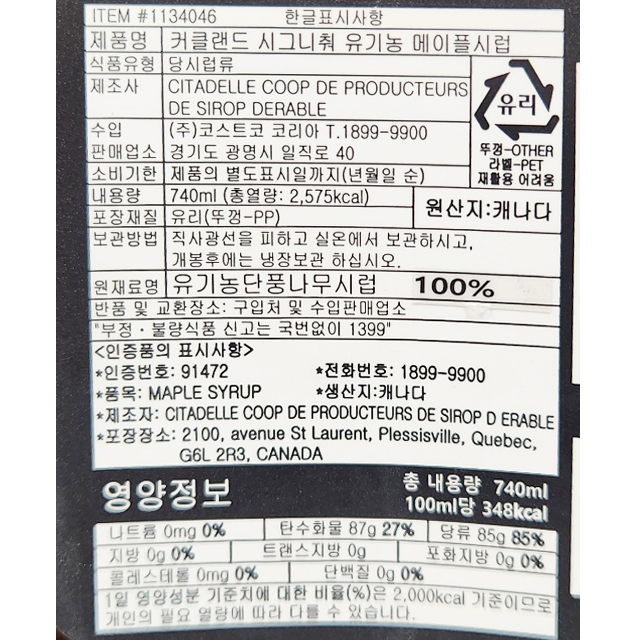 ITEM #1134046 한글표시사항
제품명 커클랜드 시그니춰 유기농 메이플시럽
식품유형 당시럽류
제조사 CITADELLE COOP DE PRODUCTEURS
DE SIROP DERABLE
유리
뚜껑-OTHER
라벨-PET
재활용 어려움
수입 (주)코스트코 코리아 T.1899-9900
판매업소 경기도 광명시 일직로 40
소비기한 제품의 별도표시일까지(년월일 순)
내용량 740ml (총열량: 2,575kcal)
포장재질 유리(뚜껑-PP)
원산지:캐나다
보관방법 직사광선을 피하고 실온에서 보관하시고,
개봉후에는 냉장보관 하십시오.
원재료명 유기농단풍나무시럽 100%
반품 및 교환장소: 구입처 및 수입판매업소
"부정·불량식품 신고는 국번없이 1399"
<인증품의 표시사항>
*인증번호: 91472 *전화번호: 1899-9900
*품목: MAPLE SYRUP *생산지:캐나다
*제조자: CITADELLE COOP DE PRODUCTEURS DE SIROP D ERABLE
*포장장소: 2100, avenue St Laurent, Plessisville, Quebec,
G6L 2R3, CANADA
영양정보 총 내용량 740ml
100ml당 348kcal
나트륨 0mg 0% 탄수화물 87g 27% 당류 85g 85%
지방 0g 0% 트랜스지방 0g 포화지방 0g 0%
콜레스테롤 0mg 0% 단백질 0g 0%
1일 영양성분 기준치에 대한 비율(%)은 2,000kcal 기준이므로
개인의 필요 열량에 따라 다를 수 있습니다.